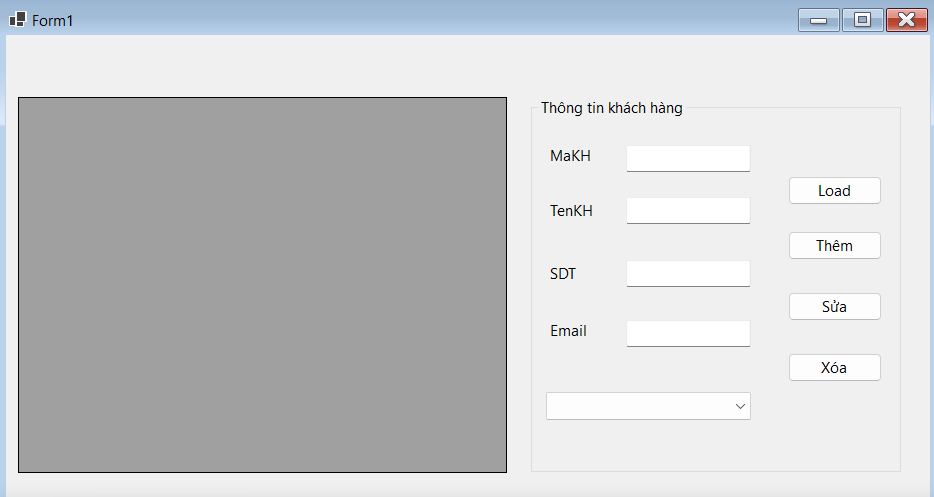 Form1
Thông tin khách hàng
MaKH
Load
TenKH
Thêm
SDT
Sửa
Email
Xóa